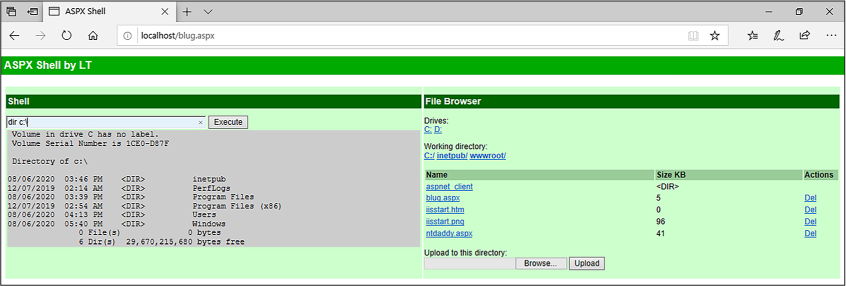 ASPX Shell
localhost/blug.aspx
ASPX Shell by LT
Shell
dir c:\
Execute
Volume in drive C has no label.
Volume Serial Number is 1CE0-D87F
Directory of c:\
08/06/2020 03:46 PM <DIR> inetpub
12/07/2019 02:14 AM <DIR> PerfLogs
08/06/2020 03:39 PM <DIR> Program Files
12/07/2019 02:54 AM <DIR> Program Files (x86)
08/06/2020 04:13 PM <DIR> Users
08/06/2020 05:40 PM <DIR> Windows
0 File(s) 0 bytes
6 Dir(s) 29,670,215,680 bytes free
File Browser
Drives:
C: D:
Working directory:
C:/ inetpub/ wwwroot/
Name Size KB Actions
aspnet_client <DIR>
blug.aspx 5 Del
iisstart.htm 0 Del
iisstart.png 96 Del
ntdaddy.aspx 41 Del
Upload to this directory:
Browse... Upload